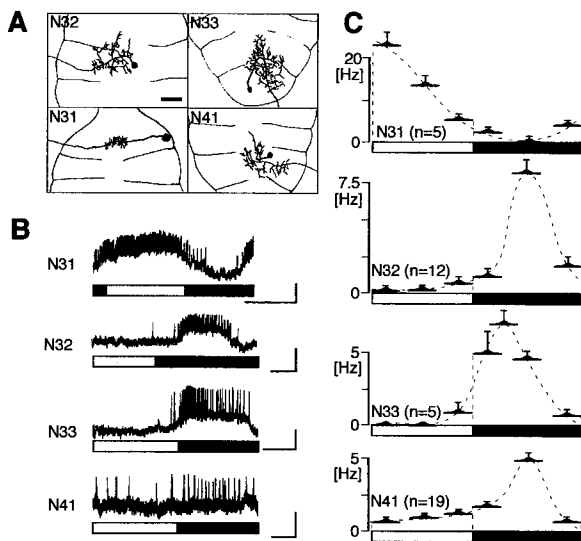 A
N32
N33
N31
N41
B
N31
N32
N33
N41
C
20
[Hz]
0
N31 (n=5)
7.5
[Hz]
0
N32 (n=12)
5
[Hz]
0
N33 (n=5)
5
[Hz]
0
N41 (n=19)